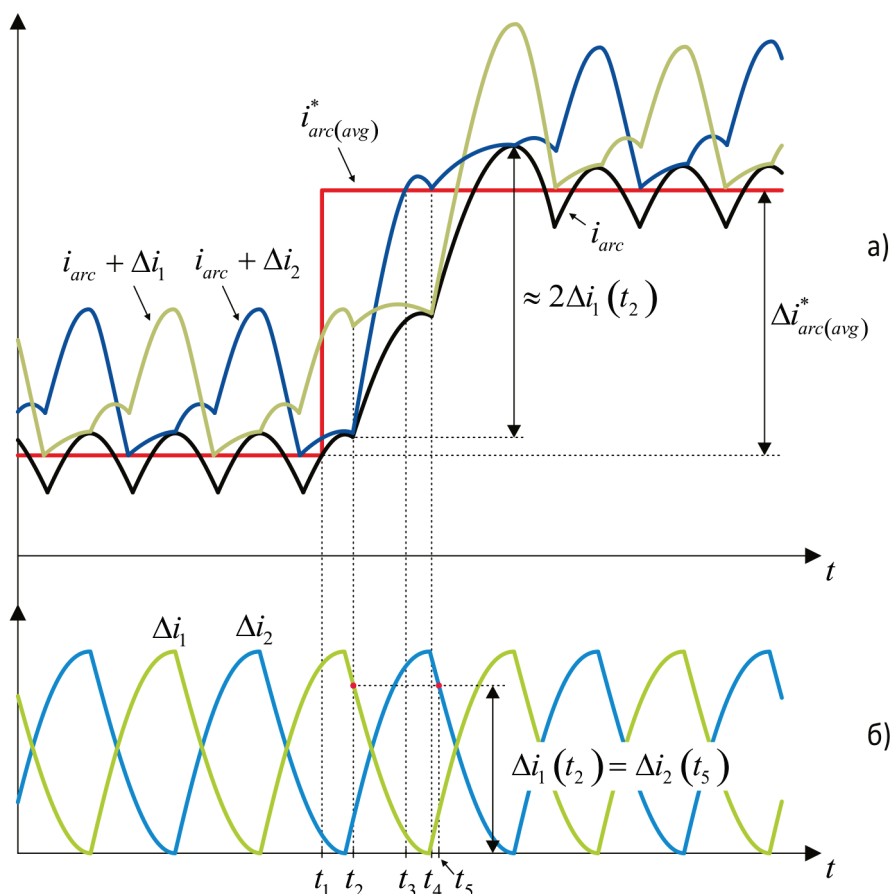 i*arc(avg)
iarc
а)
iarc + Δi1
iarc + Δi2
≈ 2Δi1(t2)
Δi*arc(avg)
t
Δi1
Δi2
б)
Δi1(t2) = Δi2(t5)
t
t1 t2 t3 t4 t5